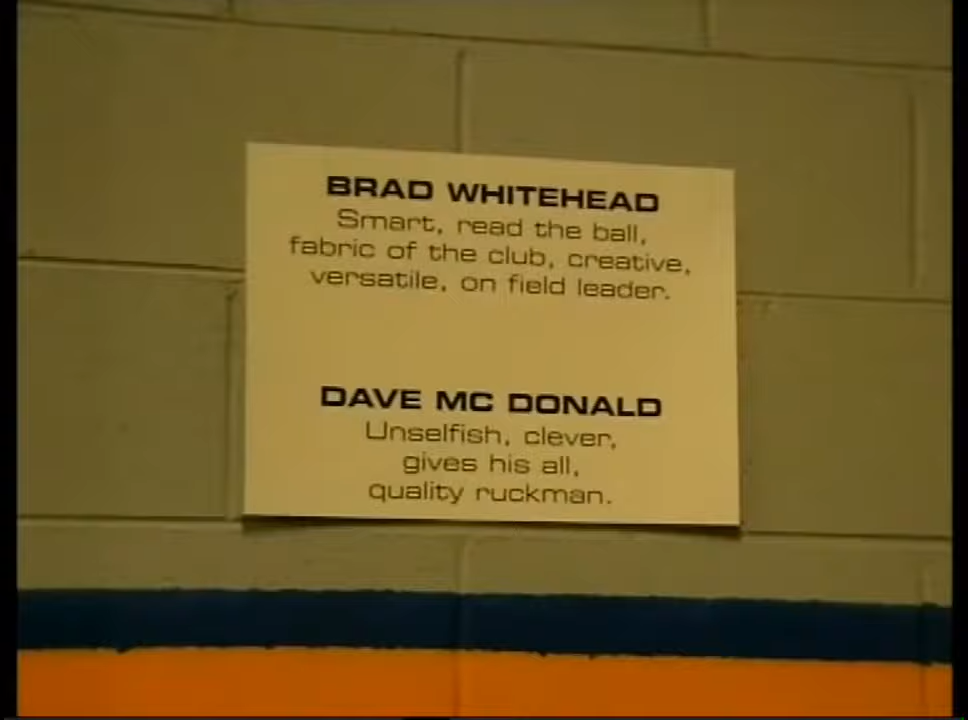 BRAD WHITEHEAD
Smart, read the ball,
fabric of the club, creative,
versatile, on field leader.
DAVE MC DONALD
Unselfish, clever,
gives his all,
quality ruckman.